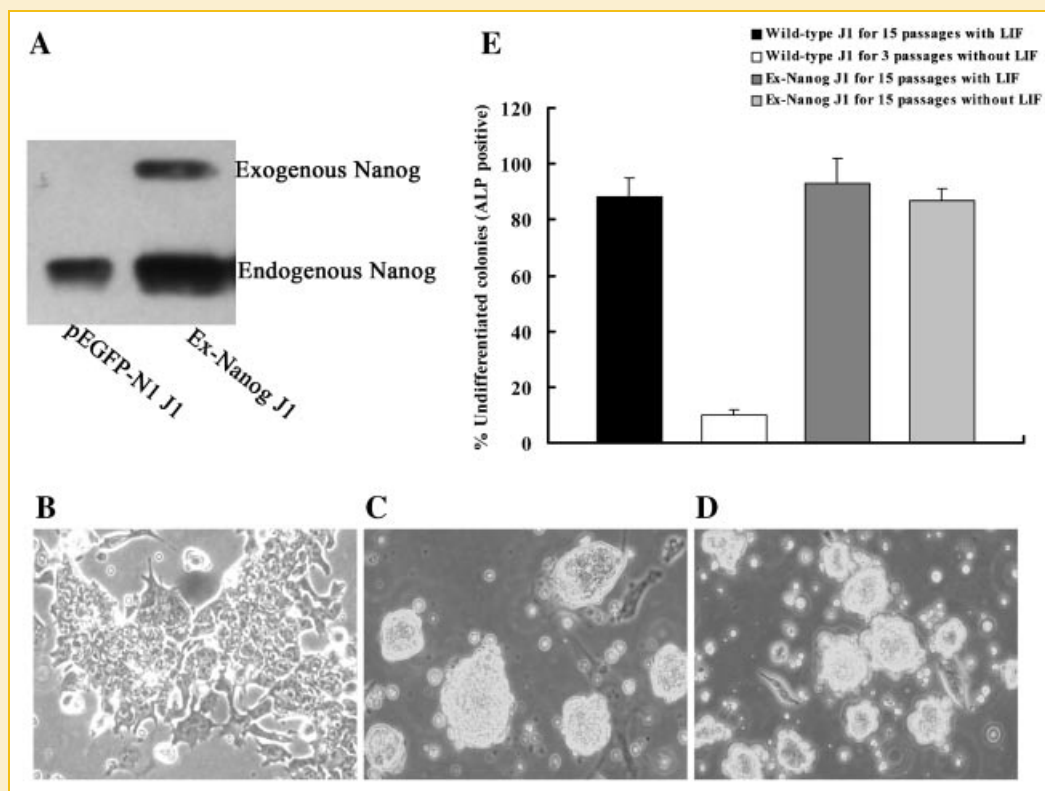 A
Exogenous Nanog
Endogenous Nanog
pEGFP-N1 J1
Ex-Nanog J1
E
Wild-type J1 for 15 passages with LIF
Wild-type J1 for 3 passages without LIF
Ex-Nanog J1 for 15 passages with LIF
Ex-Nanog J1 for 15 passages without LIF
% Undifferentiated colonies (ALP positive)
120
100
80
60
40
20
0
B
C
D